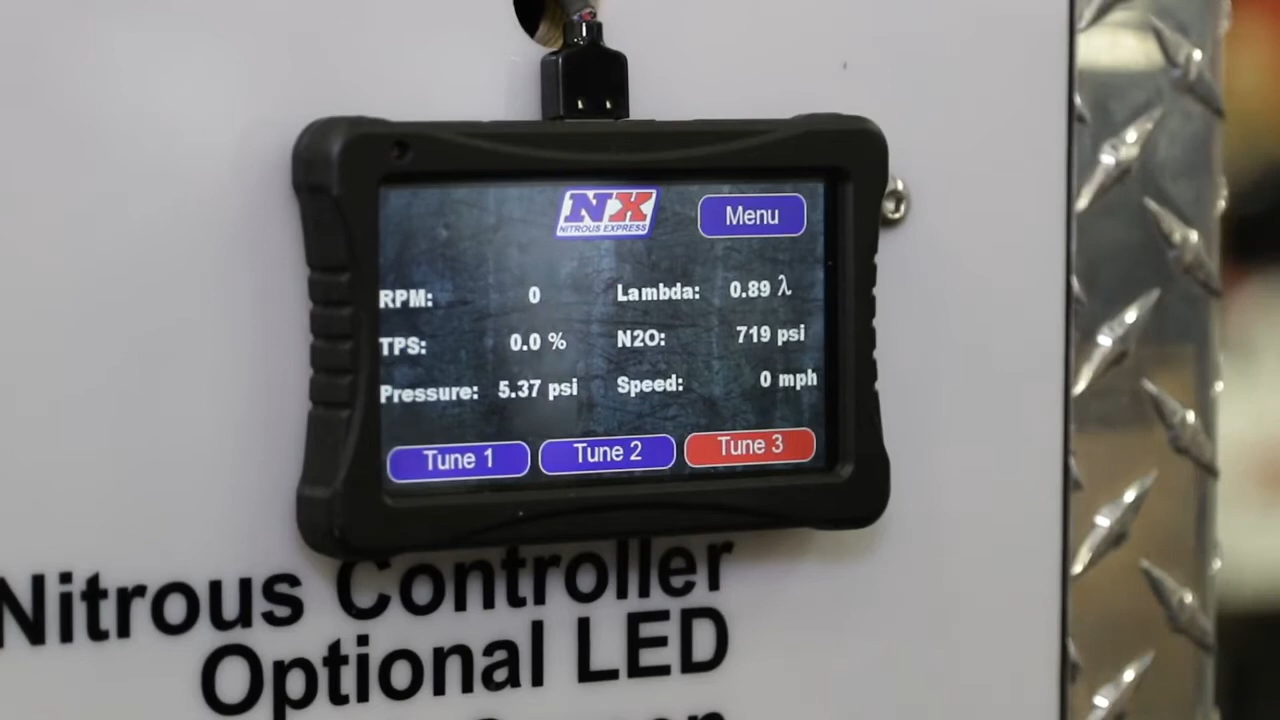 NX
NITROUS EXPRESS
Menu
RPM: 0 Lambda: 0.89 λ
TPS: 0.0 % N2O: 719 psi
Pressure: 5.37 psi Speed: 0 mph
Tune 1 Tune 2 Tune 3
Nitrous Controller
Optional LED